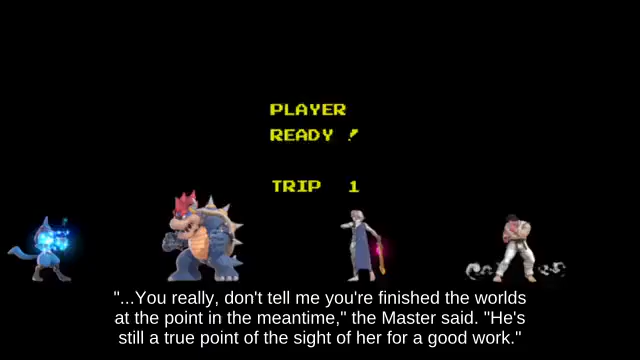 PLAYER
READY !
TRIP 1
"...You really, don't tell me you're finished the worlds
at the point in the meantime," the Master said. "He's
still a true point of the sight of her for a good work."